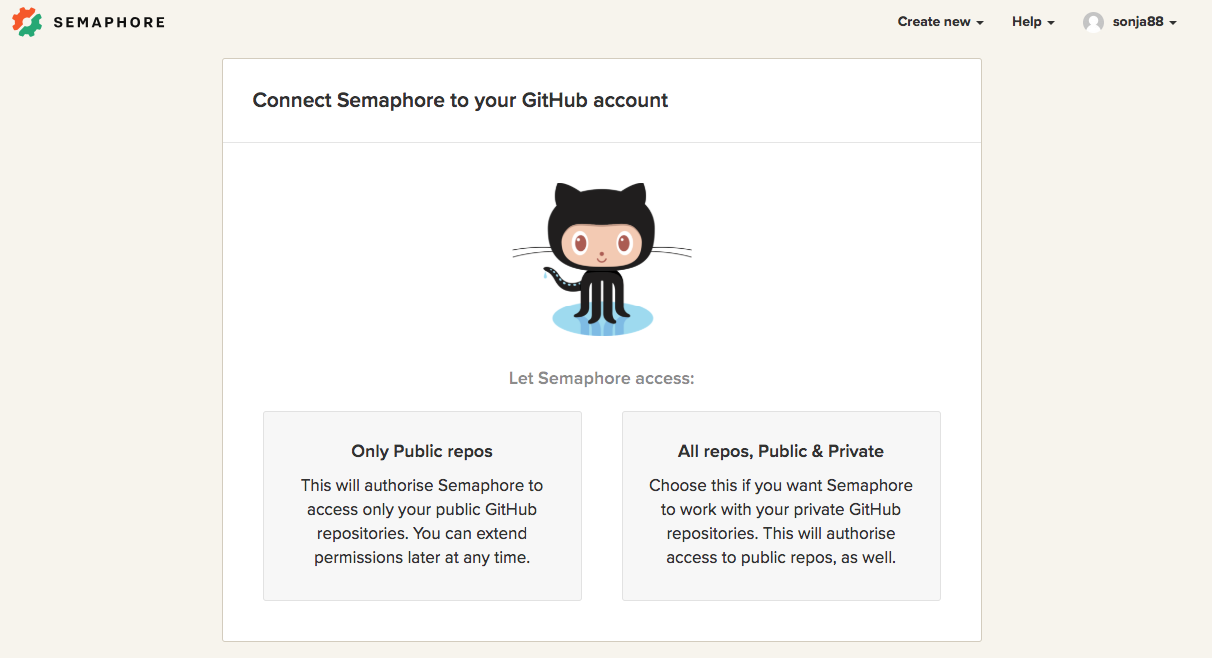 SEMAPHORE
Create new
Help
sonja88
Connect Semaphore to your GitHub account
Let Semaphore access:
Only Public repos
This will authorise Semaphore to
access only your public GitHub
repositories. You can extend
permissions later at any time.
All repos, Public & Private
Choose this if you want Semaphore
to work with your private GitHub
repositories. This will authorise
access to public repos, as well.